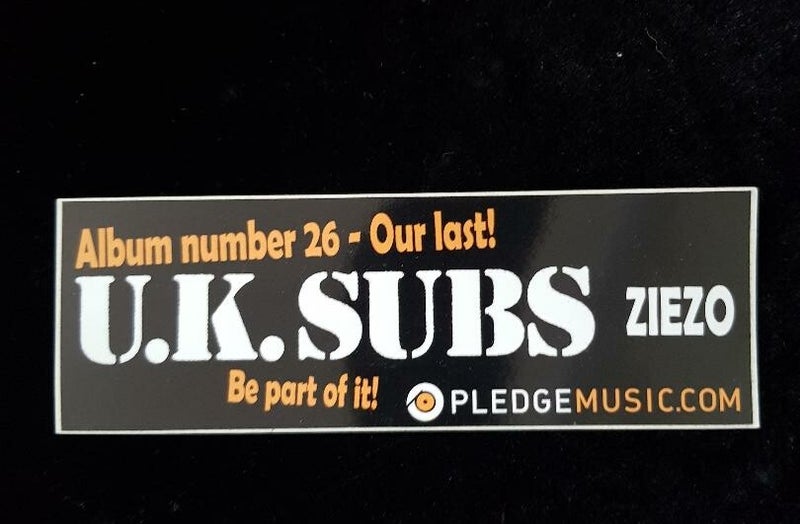 Album number 26 - Our last!
U.K. SUBS ZIEZO
Be part of it! PLEDGEMUSIC.COM